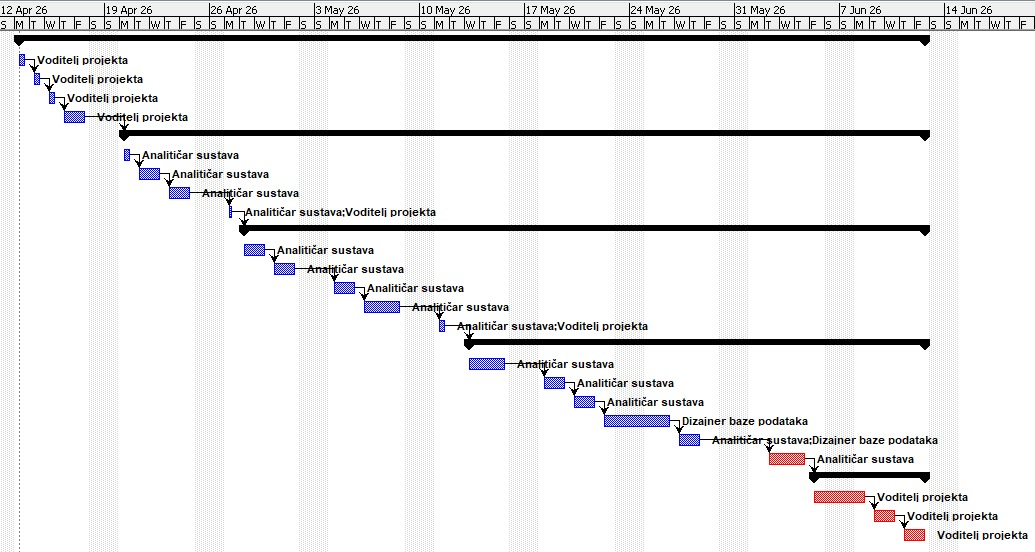 12 Apr 26 19 Apr 26 26 Apr 26 3 May 26 10 May 26 17 May 26 24 May 26 31 May 26 7 Jun 26 14 Jun 26
S M T W T F S S M T W T F S S M T W T F S S M T W T F S S M T W T F S S M T W T F S S M T W T F S S M T W T F S S M T W T F S S M T W T F
Voditelj projekta
Voditelj projekta
Voditelj projekta
Voditelj projekta
Analitičar sustava
Analitičar sustava
Analitičar sustava
Analitičar sustava;Voditelj projekta
Analitičar sustava
Analitičar sustava
Analitičar sustava
Analitičar sustava
Analitičar sustava;Voditelj projekta
Analitičar sustava
Analitičar sustava
Analitičar sustava
Dizajner baze podataka
Analitičar sustava;Dizajner baze podataka
Analitičar sustava
Voditelj projekta
Voditelj projekta
Voditelj projekta